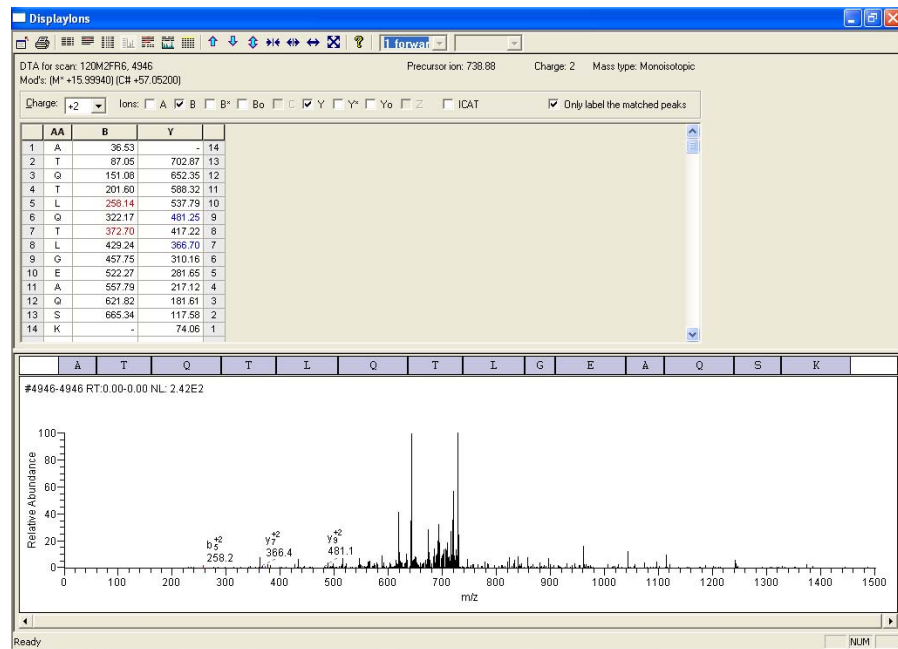 DisplayIons
1 forwar
DTA for scan: 120M2FR6, 4946 Precursor ion: 738.88 Charge: 2 Mass type: Monoisotopic
Mod's: (M* +15.99940) (C# +57.05200)
Charge: +2 Ions: A B B* Bo C Y Y* Yo Z ICAT Only label the matched peaks
AA B Y
1 A 36.53 - 14
2 T 87.05 702.87 13
3 Q 151.08 652.35 12
4 T 201.60 588.32 11
5 L 258.14 537.79 10
6 Q 322.17 481.25 9
7 T 372.70 417.22 8
8 L 429.24 366.70 7
9 G 457.75 310.16 6
10 E 522.27 281.65 5
11 A 557.79 217.12 4
12 Q 621.82 181.61 3
13 S 665.34 117.58 2
14 K - 74.06 1
A T Q T L Q T L G E A Q S K
#4946-4946 RT:0.00-0.00 NL: 2.42E2
100
80
60
40
20
0
Relative Abundance
b5+2
258.2
y7+2
366.4
y9+2
481.1
0 100 200 300 400 500 600 700 800 900 1000 1100 1200 1300 1400 1500
m/z
Ready NUM